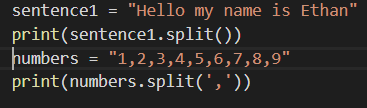 sentence1 = "Hello my name is Ethan"
print(sentence1.split())
numbers = "1,2,3,4,5,6,7,8,9"
print(numbers.split(','))